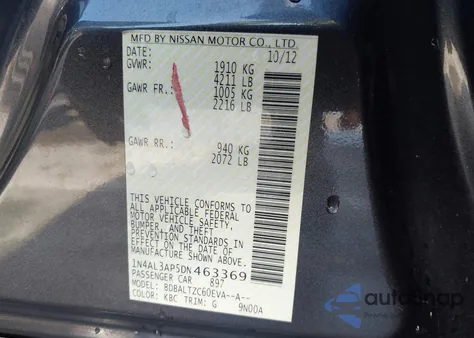 MFD BY NISSAN MOTOR CO., LTD.
DATE: 10/12
GVWR: 1910 KG
4211 LB
GAWR FR.: 1005 KG
2216 LB
GAWR RR.: 940 KG
2072 LB
THIS VEHICLE CONFORMS TO
ALL APPLICABLE FEDERAL
MOTOR VEHICLE SAFETY,
BUMPER, AND THEFT
PREVENTION STANDARDS IN
EFFECT ON THE DATE OF
MANUFACTURE SHOWN ABOVE.
1N4AL3AP5DN463369
PASSENGER CAR 897
MODEL: BDBALTZC60EVA--A--
COLOR: KBC TRIM: G 9N00A
autosnap